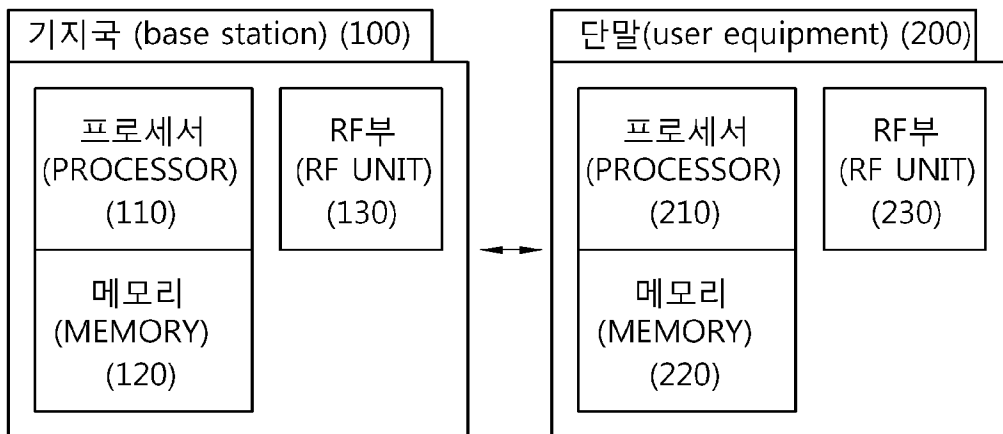 기지국 (base station) (100)
프로세서
(PROCESSOR)
(110)
RF부
(RF UNIT)
(130)
메모리
(MEMORY)
(120)
단말(user equipment) (200)
프로세서
(PROCESSOR)
(210)
RF부
(RF UNIT)
(230)
메모리
(MEMORY)
(220)